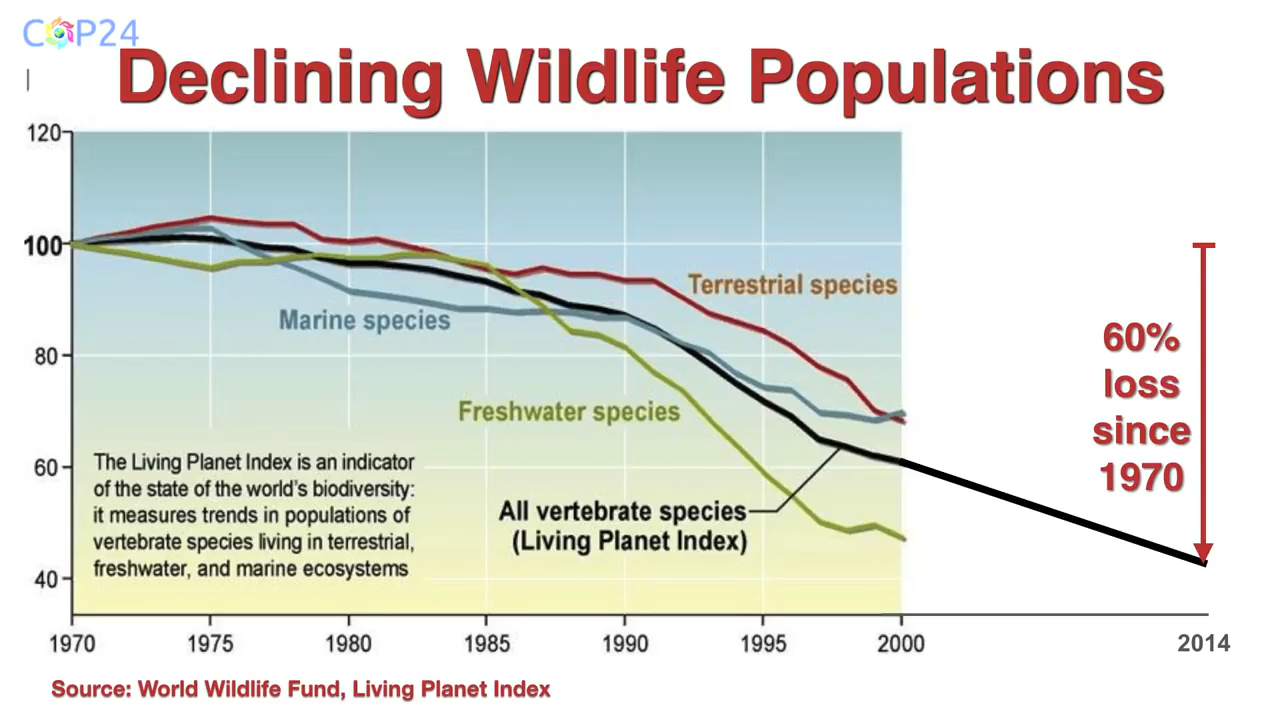 COP24
Declining Wildlife Populations
120
100
80
60
40
Terrestrial species
Marine species
Freshwater species
The Living Planet Index is an indicator
of the state of the world's biodiversity:
it measures trends in populations of
vertebrate species living in terrestrial,
freshwater, and marine ecosystems
All vertebrate species
(Living Planet Index)
60%
loss
since
1970
1970 1975 1980 1985 1990 1995 2000 2014
Source: World Wildlife Fund, Living Planet Index